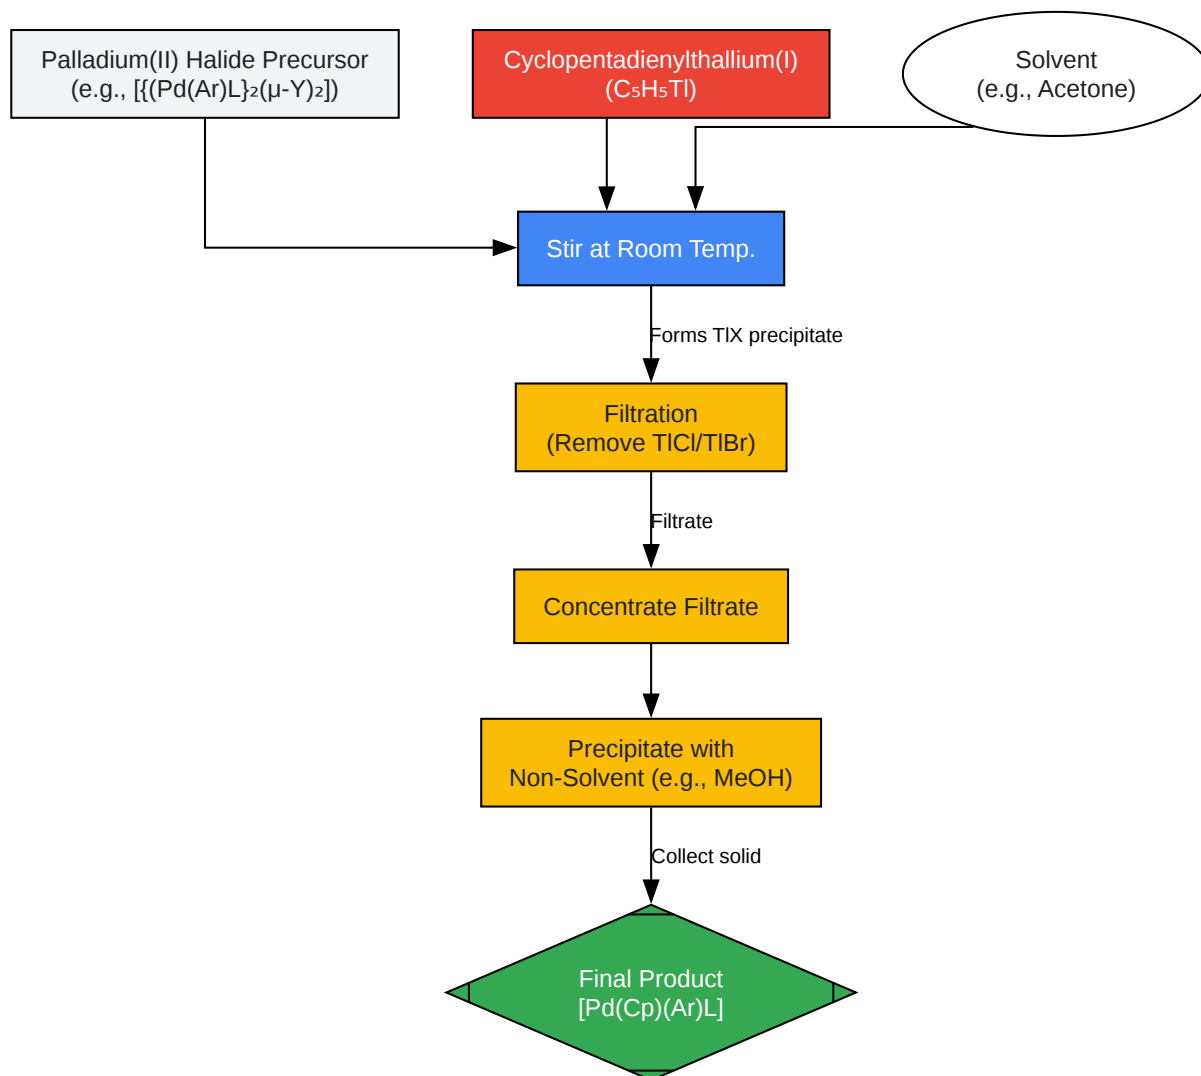 Palladium(II) Halide Precursor
(e.g., [{(Pd(Ar)L}₂(μ-Y)₂])
Cyclopentadienylthallium(I)
(C₅H₅Tl)
Solvent
(e.g., Acetone)
Stir at Room Temp.
Forms TlX precipitate
Filtration
(Remove TlCl/TlBr)
Filtrate
Concentrate Filtrate
Precipitate with
Non-Solvent (e.g., MeOH)
Collect solid
Final Product
[Pd(Cp)(Ar)L]